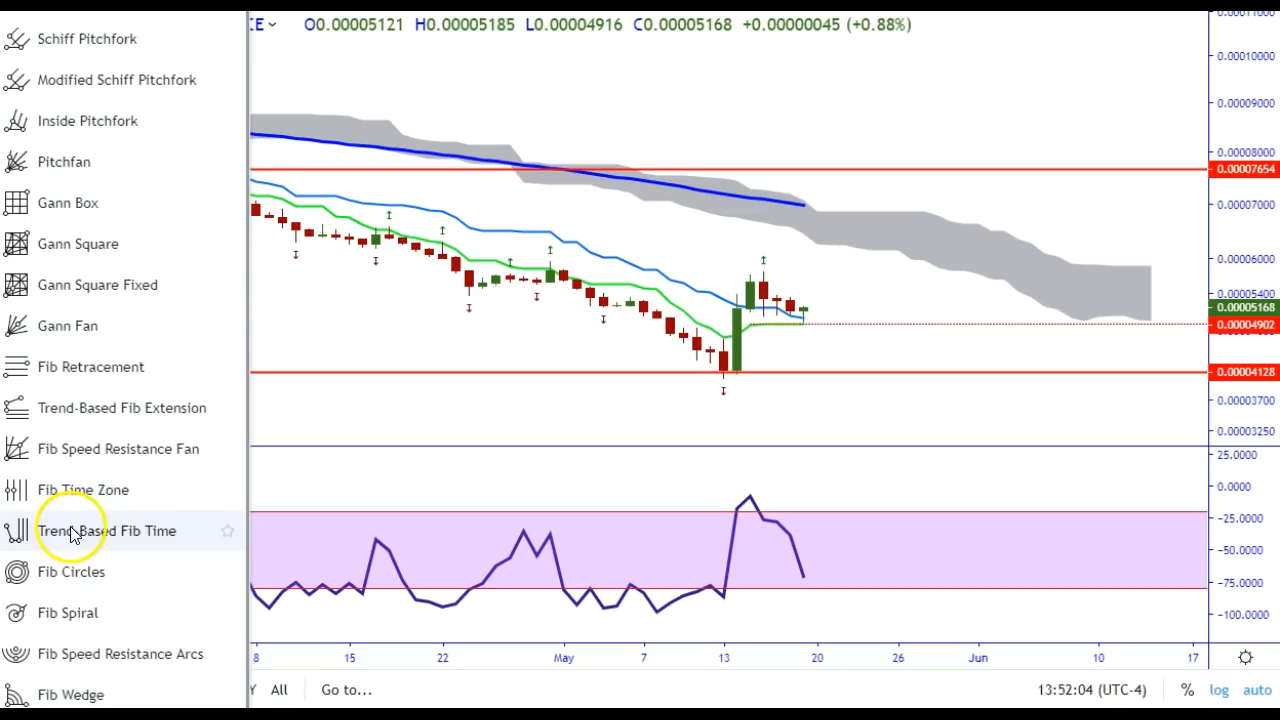 Schiff Pitchfork
Modified Schiff Pitchfork
Inside Pitchfork
Pitchfan
Gann Box
Gann Square
Gann Square Fixed
Gann Fan
Fib Retracement
Trend-Based Fib Extension
Fib Speed Resistance Fan
Fib Time Zone
Trend-Based Fib Time
Fib Circles
Fib Spiral
Fib Speed Resistance Arcs
Fib Wedge
O0.00005121 H0.00005185 L0.00004916 C0.00005168 +0.00000045 (+0.88%)
0.00010000
0.00009000
0.00008000
0.00007654
0.00007000
0.00006000
0.00005400
0.00005168
0.00004902
0.00004128
0.00003700
0.00003250
25.0000
0.0000
-25.0000
-50.0000
-75.0000
-100.0000
8 15 22 May 7 13 20 26 Jun 10 17
Y All Go to... 13:52:04 (UTC-4) % log auto